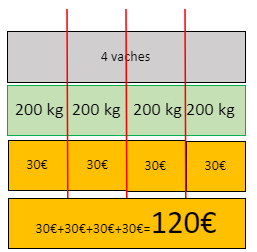 4 vaches
200 kg 200 kg 200 kg 200 kg
30€ 30€ 30€ 30€
30€+30€+30€+30€=120€